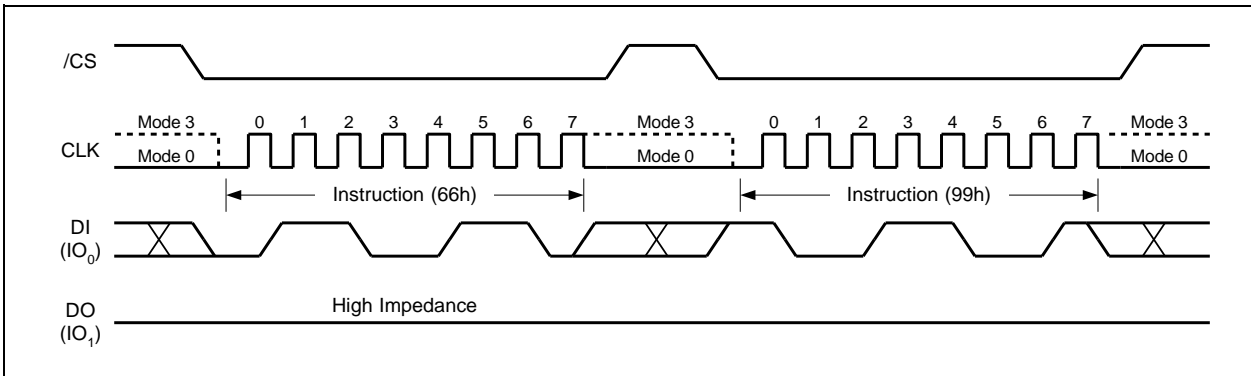 /CS
Mode 3 0 1 2 3 4 5 6 7 Mode 3 0 1 2 3 4 5 6 7 Mode 3
CLK
Mode 0 Mode 0 Mode 0
Instruction (66h) Instruction (99h)
DI
(IO0)
High Impedance
DO
(IO1)